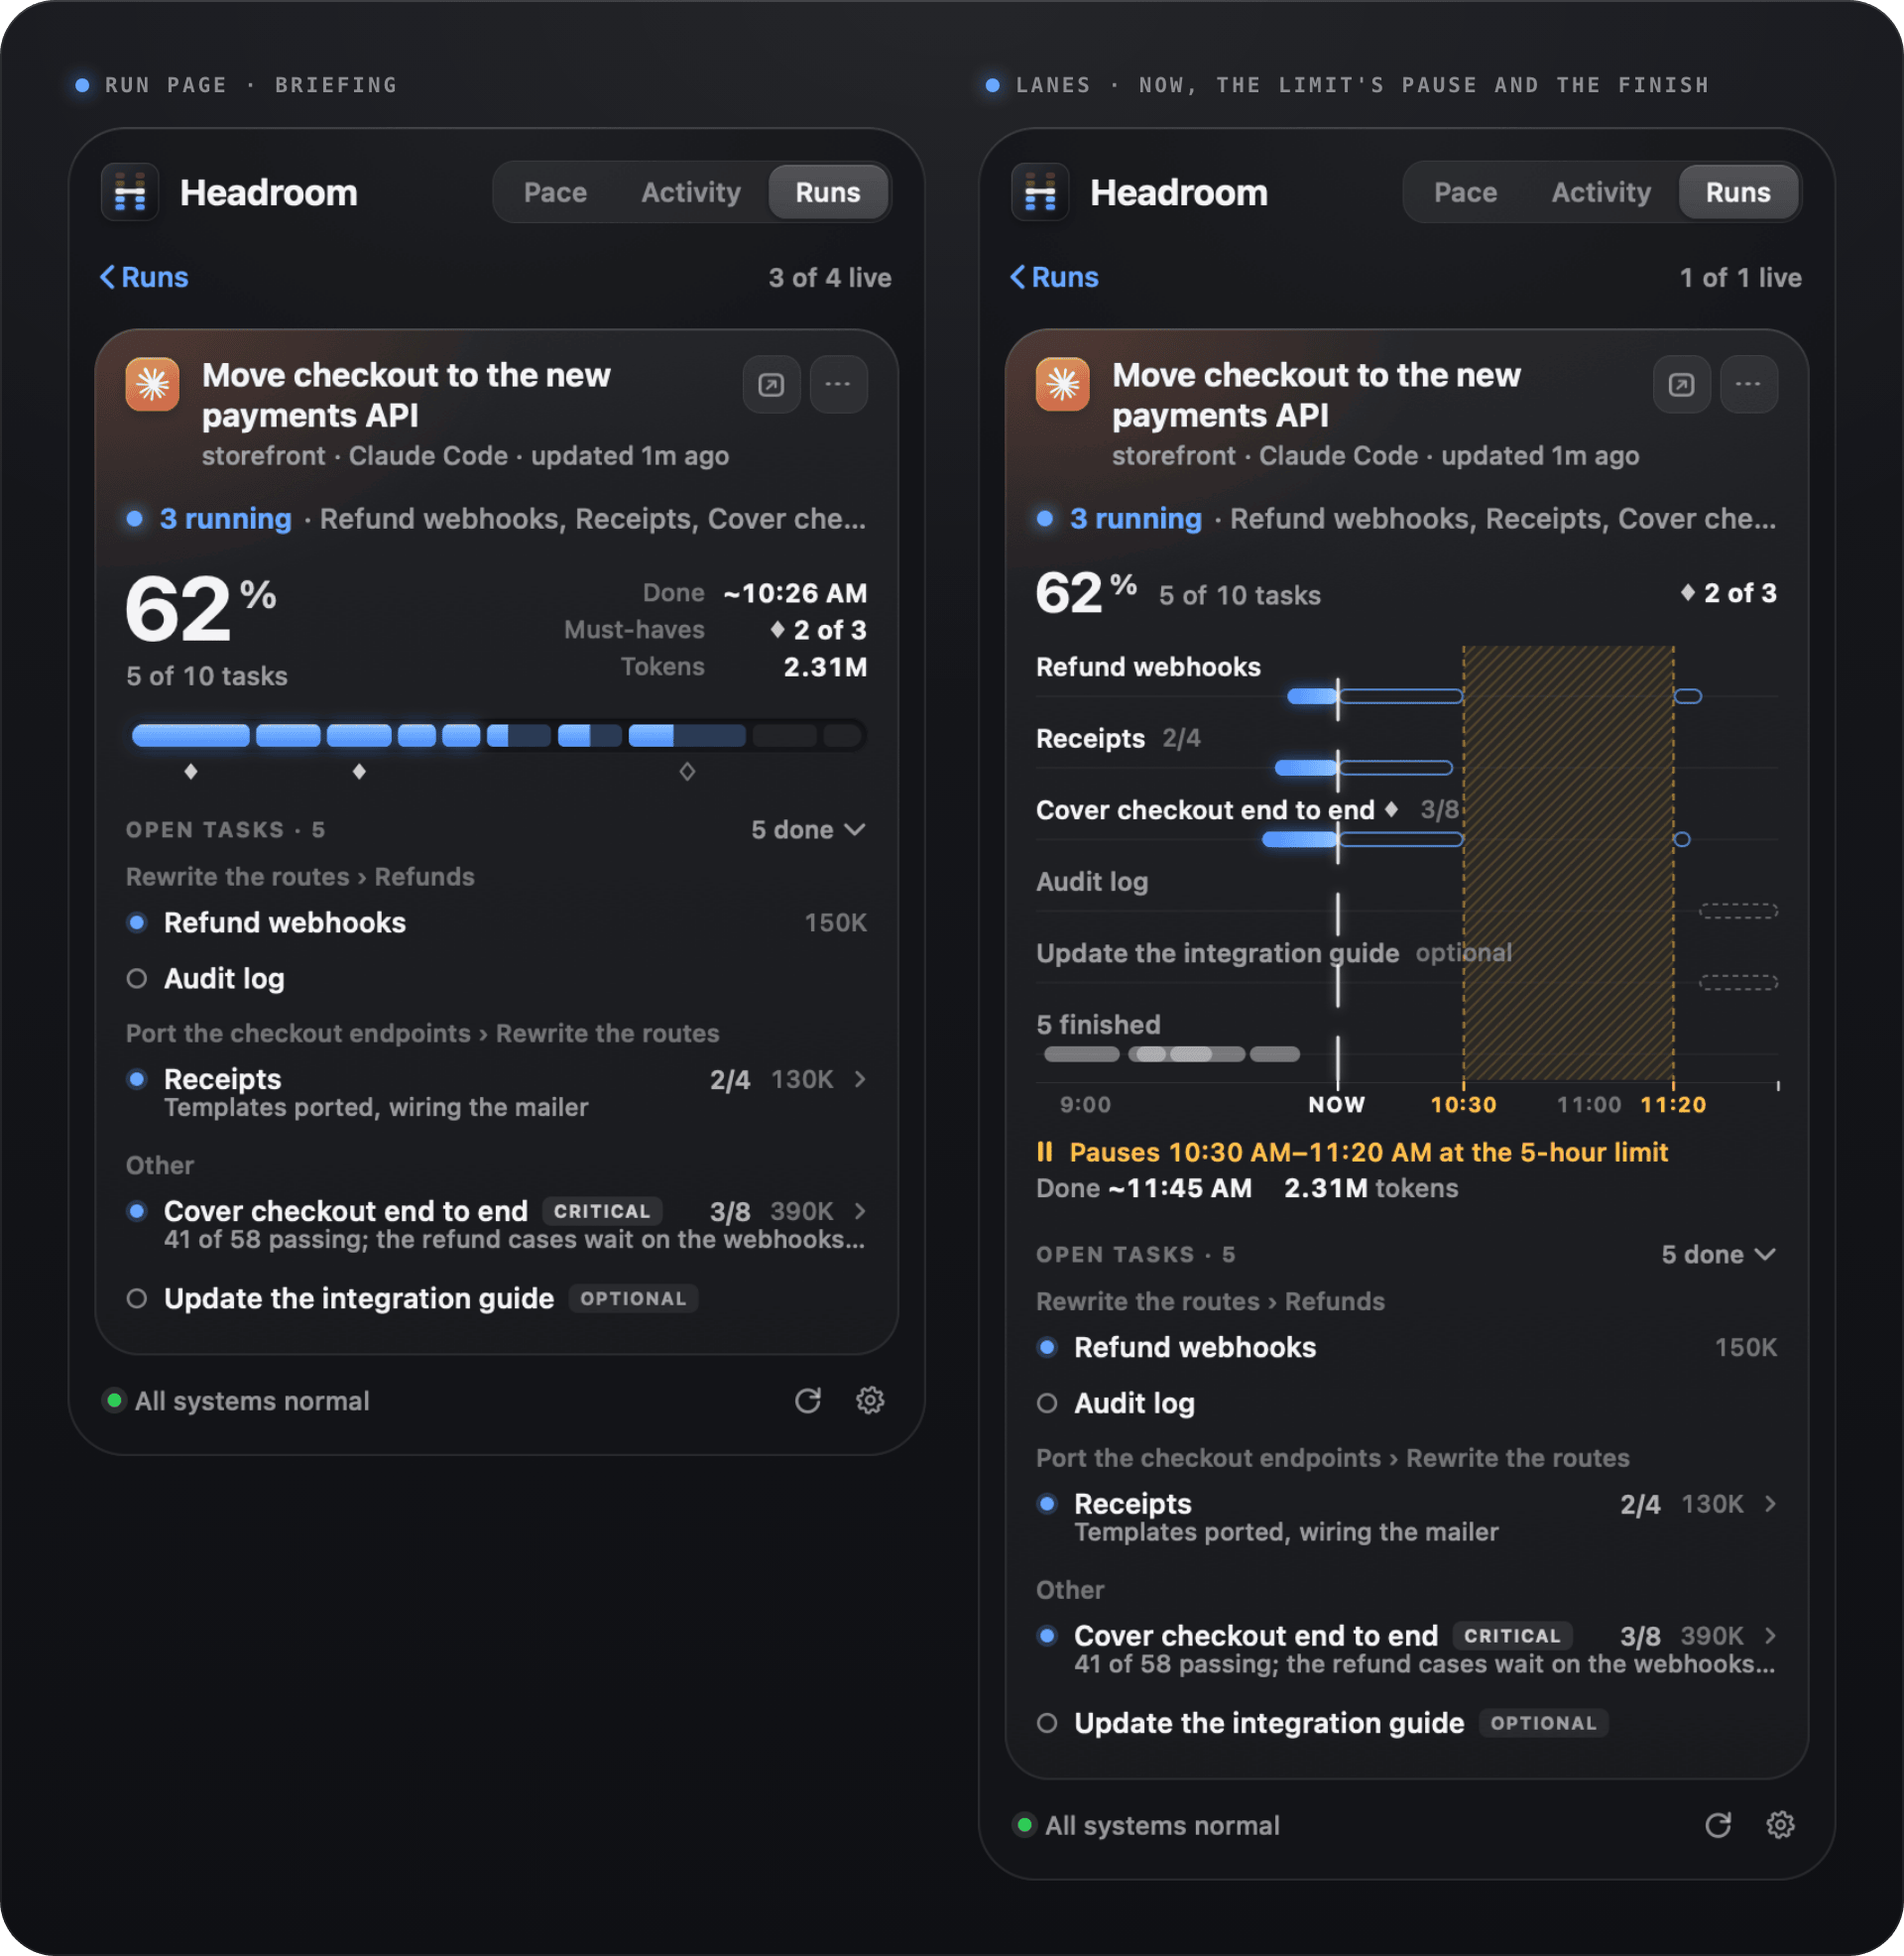 RUN PAGE · BRIEFING
Headroom
Pace
Activity
Runs
Runs
3 of 4 live
Move checkout to the new
payments API
storefront · Claude Code · updated 1m ago
3 running · Refund webhooks, Receipts, Cover che...
62%
5 of 10 tasks
Done ~10:26 AM
Must-haves 2 of 3
Tokens 2.31M
OPEN TASKS · 5
5 done
Rewrite the routes › Refunds
Refund webhooks 150K
Audit log
Port the checkout endpoints › Rewrite the routes
Receipts 2/4 130K
Templates ported, wiring the mailer
Other
Cover checkout end to end CRITICAL 3/8 390K
41 of 58 passing; the refund cases wait on the webhooks...
Update the integration guide OPTIONAL
All systems normal
LANES · NOW, THE LIMIT'S PAUSE AND THE FINISH
Headroom
Pace
Activity
Runs
Runs
1 of 1 live
Move checkout to the new
payments API
storefront · Claude Code · updated 1m ago
3 running · Refund webhooks, Receipts, Cover che...
62% 5 of 10 tasks
2 of 3
Refund webhooks
Receipts 2/4
Cover checkout end to end 3/8
Audit log
Update the integration guide optional
5 finished
9:00 NOW 10:30 11:00 11:20
Pauses 10:30 AM–11:20 AM at the 5-hour limit
Done ~11:45 AM 2.31M tokens
OPEN TASKS · 5
5 done
Rewrite the routes › Refunds
Refund webhooks 150K
Audit log
Port the checkout endpoints › Rewrite the routes
Receipts 2/4 130K
Templates ported, wiring the mailer
Other
Cover checkout end to end CRITICAL 3/8 390K
41 of 58 passing; the refund cases wait on the webhooks...
Update the integration guide OPTIONAL
All systems normal